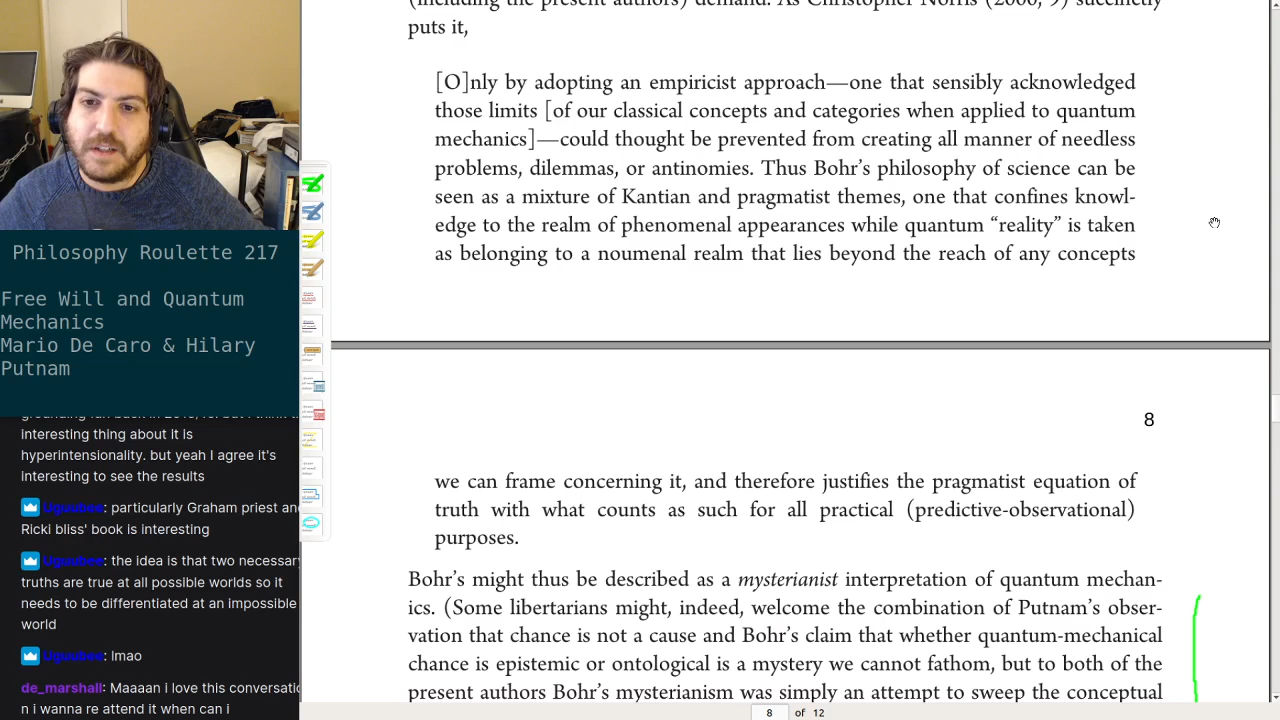 (including the present authors) demand. As Christopher Norris (2000, 9) succinctly
puts it,
[O]nly by adopting an empiricist approach—one that sensibly acknowledged
those limits [of our classical concepts and categories when applied to quantum
mechanics]—could thought be prevented from creating all manner of needless
problems, dilemmas, or antinomies. Thus Bohr's philosophy of science can be
seen as a mixture of Kantian and pragmatist themes, one that confines knowl-
edge to the realm of phenomenal appearances while quantum “reality” is taken
as belonging to a noumenal realm that lies beyond the reach of any concepts
8
we can frame concerning it, and therefore justifies the pragmatist equation of
truth with what counts as such for all practical (predictive-observational)
purposes.
Bohr's might thus be described as a mysterianist interpretation of quantum mechan-
ics. (Some libertarians might, indeed, welcome the combination of Putnam's obser-
vation that chance is not a cause and Bohr's claim that whether quantum-mechanical
chance is epistemic or ontological is a mystery we cannot fathom, but to both of the
present authors Bohr's mysterianism was simply an attempt to sweep the conceptual
8 of 12
Philosophy Roulette 217
Free Will and Quantum
Mechanics
Mario De Caro & Hilary
Putnam
interesting thing about it is
hyperintensionality. but yeah I agree it's
interesting to see the results
: particularly Graham priest and
Ricki bliss' book is interesting
: the idea is that two necessary
truths are true at all possible worlds so it
needs to be differentiated at an impossible
world
: lmao
de_marshall: Maaaan i love this conversatio
n i wanna re attend it when can i